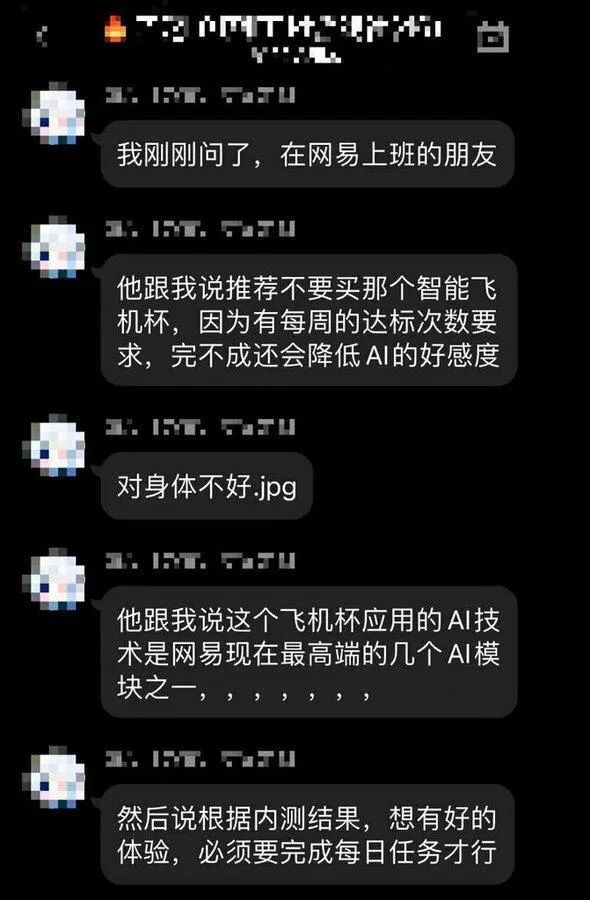 我刚刚问了，在网易上班的朋友
他跟我说推荐不要买那个智能飞
机杯，因为有每周的达标次数要
求，完不成还会降低AI的好感度
对身体不好.jpg
他跟我说这个飞机杯应用的AI技
术是网易现在最高端的几个AI模
块之一，，，，，，，
然后说根据内测结果，想有好的
体验，必须要完成每日任务才行